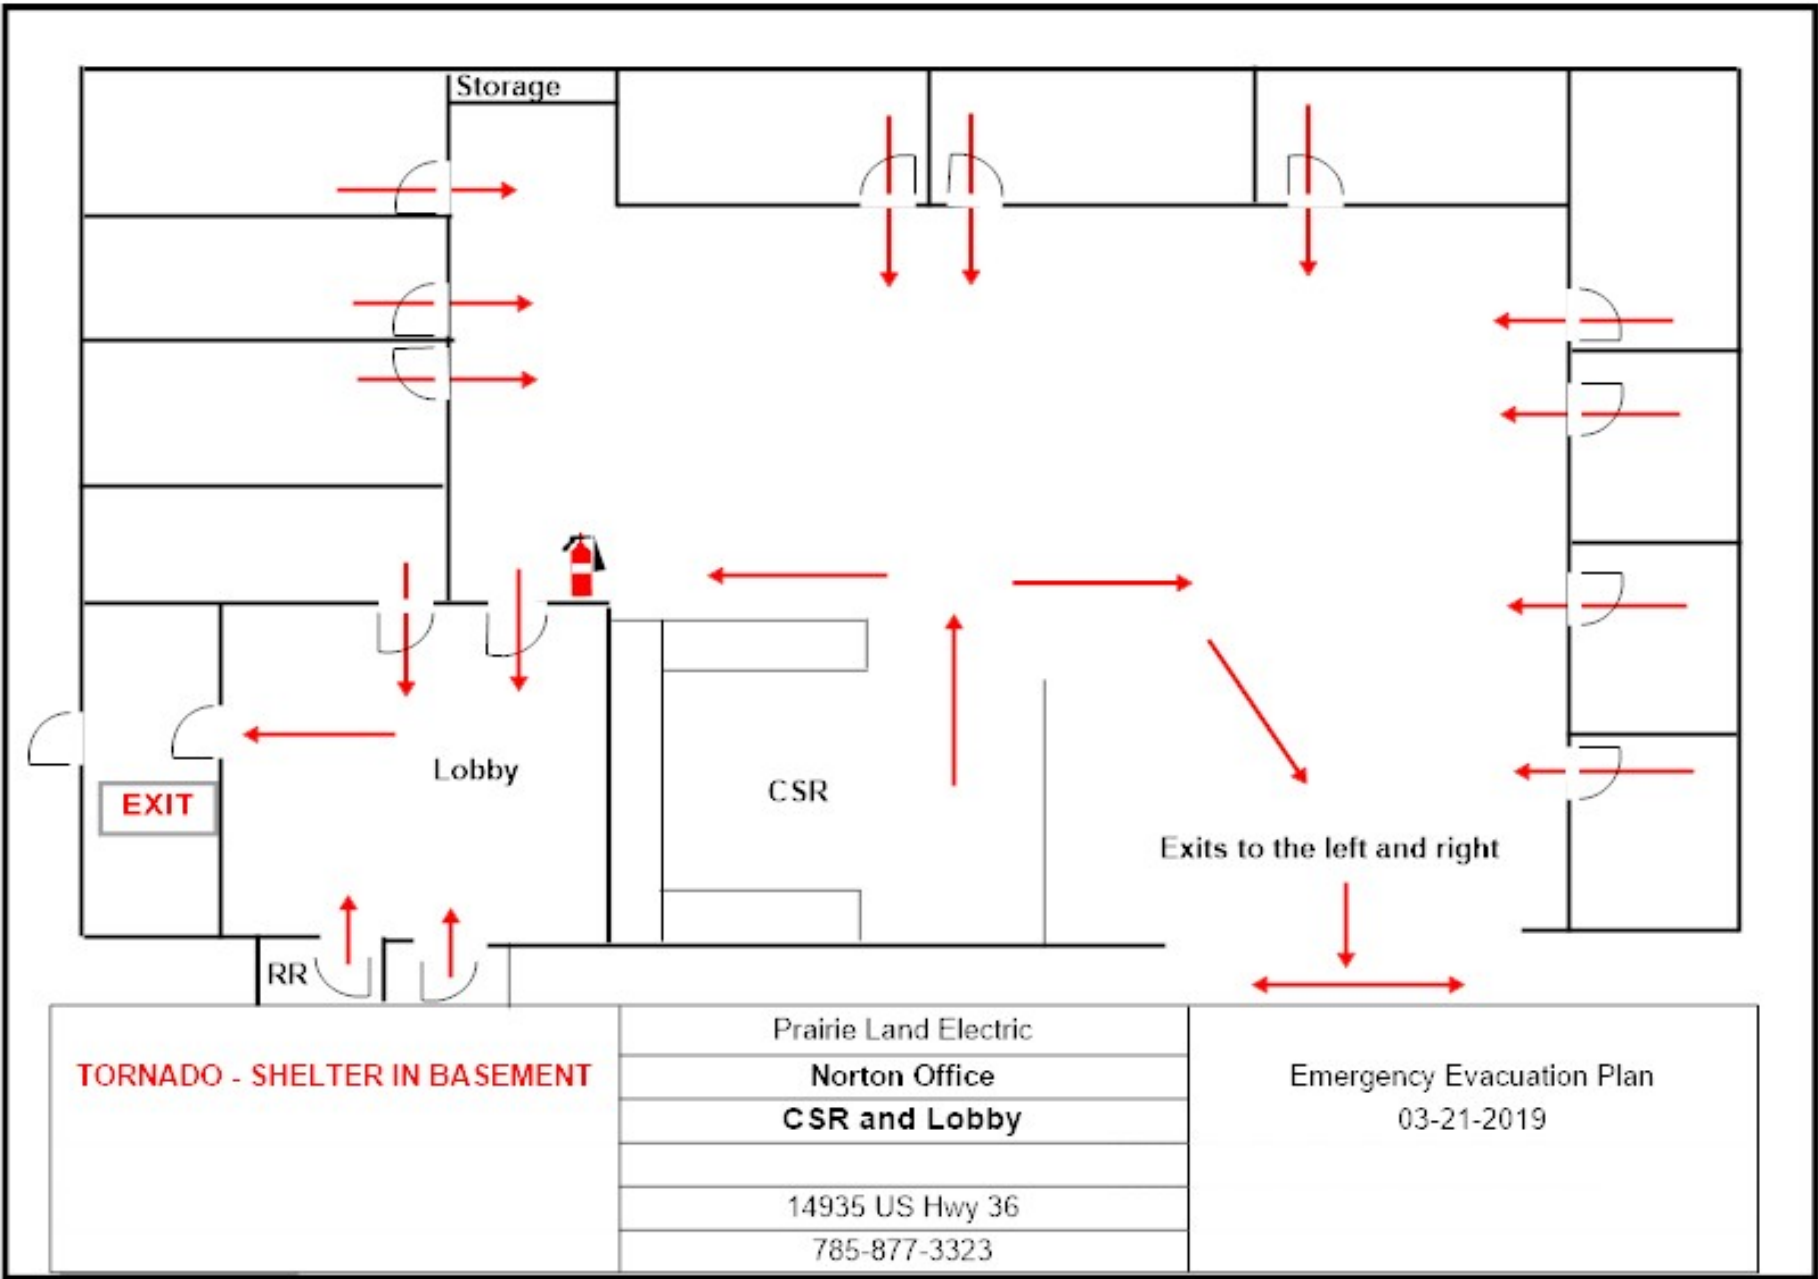 Storage
EXIT
Lobby
CSR
Exits to the left and right
RR
TORNADO - SHELTER IN BASEMENT
Prairie Land Electric
Norton Office
CSR and Lobby
14935 US Hwy 36
785-877-3323
Emergency Evacuation Plan
03-21-2019